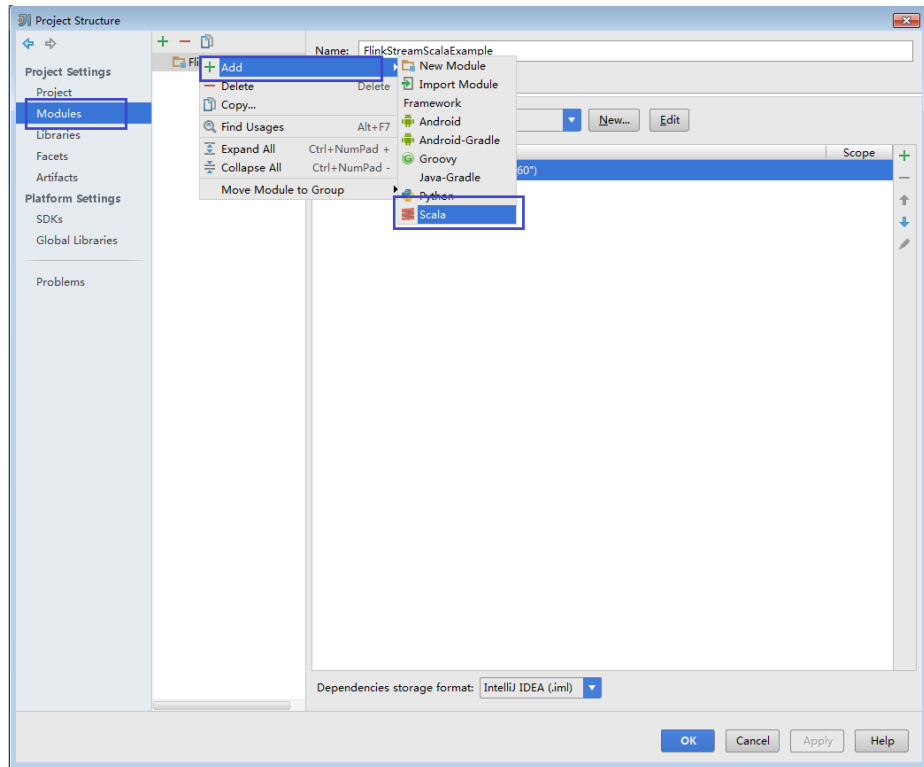 Project Structure
Project Settings
Project
Modules
Libraries
Facets
Artifacts
Platform Settings
SDKs
Global Libraries
Problems
Fli
Add
Delete Delete
Copy...
Find Usages Alt+F7
Expand All Ctrl+NumPad +
Collapse All Ctrl+NumPad -
Move Module to Group
New Module
Import Module
Framework
Android
Android-Gradle
Groovy
Java-Gradle
Python
Scala
Name: FlinkStreamScalaExample
New... Edit
Scope
60")
Dependencies storage format: IntelliJ IDEA (.iml)
OK Cancel Apply Help